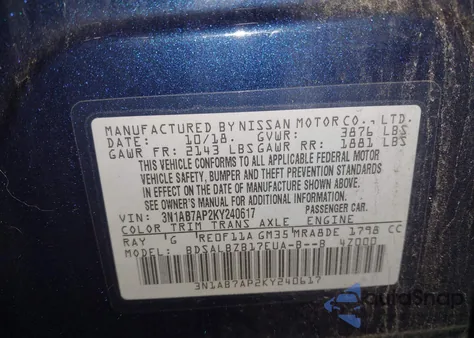 MANUFACTURED BY NISSAN MOTOR CO., LTD.
DATE: 10/18 GVWR: 3876 LBS
GAWR FR: 2143 LBS GAWR RR: 1881 LBS
THIS VEHICLE CONFORMS TO ALL APPLICABLE FEDERAL MOTOR
VEHICLE SAFETY, BUMPER AND THEFT PREVENTION STANDARDS
IN EFFECT ON THE DATE OF MANUFACTURE SHOWN ABOVE.
SEE OWNER'S MANUAL FOR ADDITIONAL INFORMATION.
VIN: 3N1AB7AP2KY240617 PASSENGER CAR.
COLOR TRIM TRANS AXLE ENGINE
RAY G RE0F11A GM35 MRA8DE 1798 CC
MODEL: BDSALBZB17EUA-B--B 47000
3N1AB7AP2KY240617